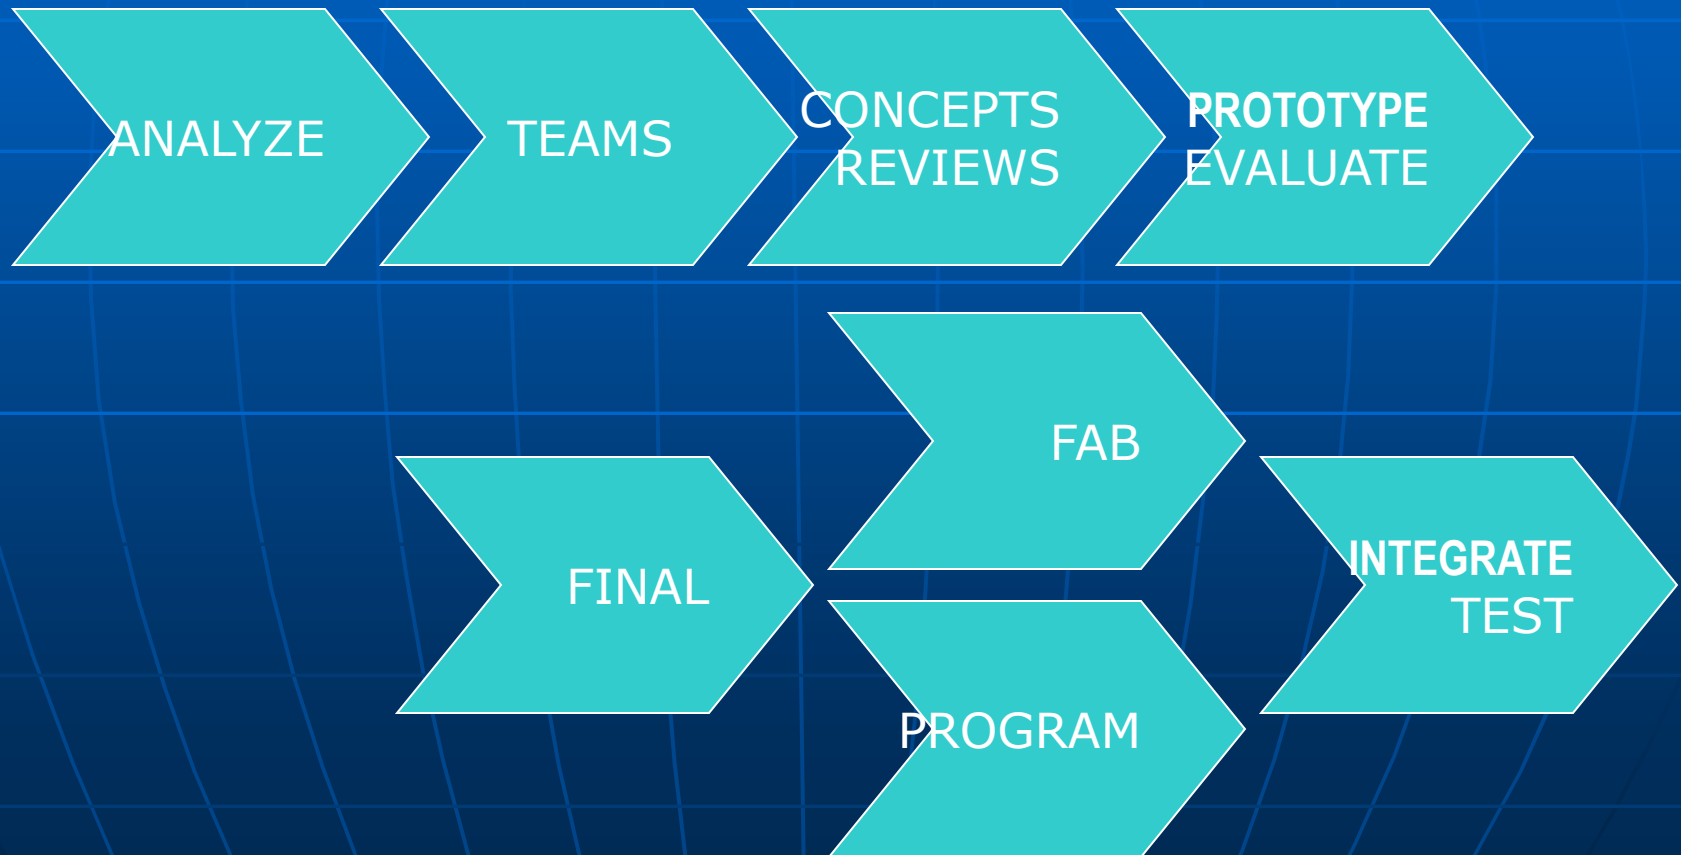 ANALYZE
TEAMS
CONCEPTS
REVIEWS
PROTOTYPE
EVALUATE
FAB
FINAL
INTEGRATE
TEST
PROGRAM